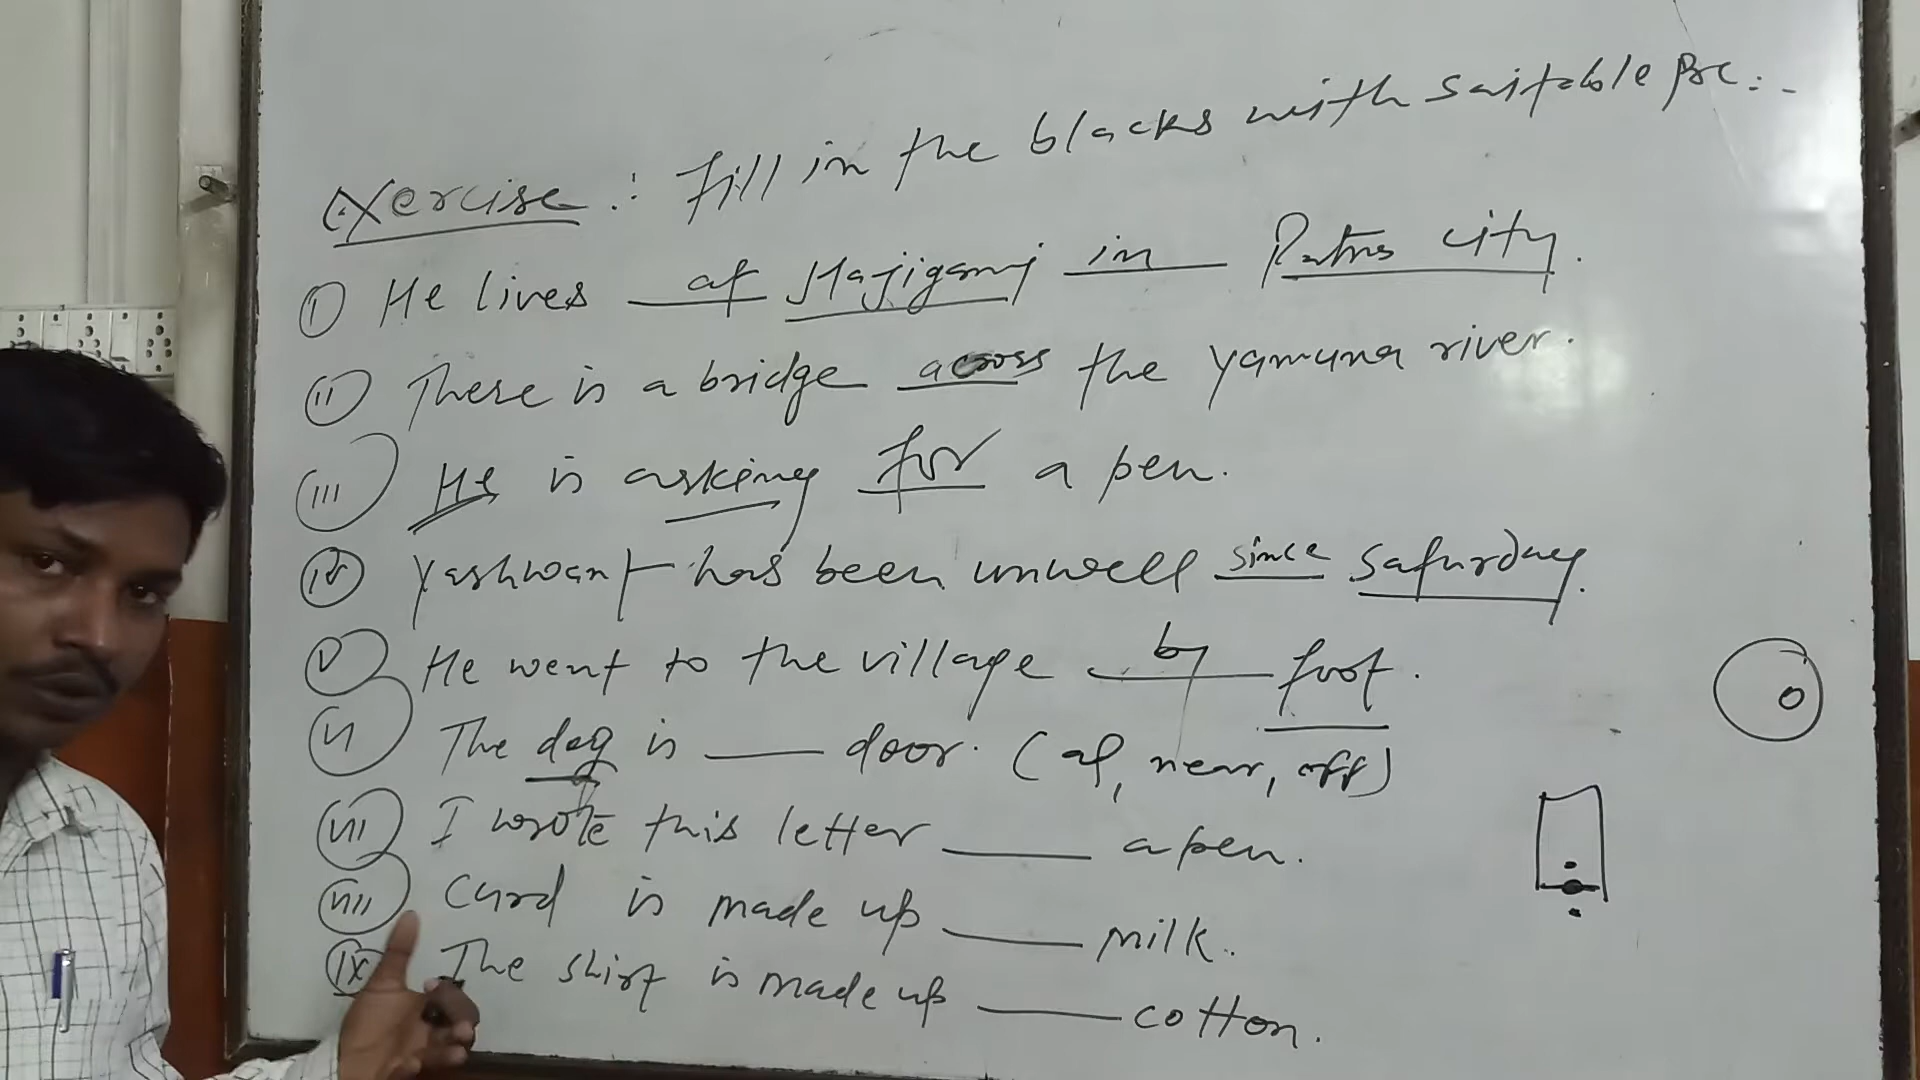 Exercise :- Fill in the blacks with suitable Pre:-
(i) He lives at Hajiganj in Patna city.
(ii) There is a bridge across the Yamuna river.
(iii) He is asking for a pen.
(iv) Yashwant has been unwell since Saturday.
(v) He went to the village by foot.
(vi) The dog is ___ door. (at, near, off)
(vii) I wrote this letter ___ a pen.
(viii) Curd is made up ___ milk.
(ix) The shirt is made up ___ cotton.